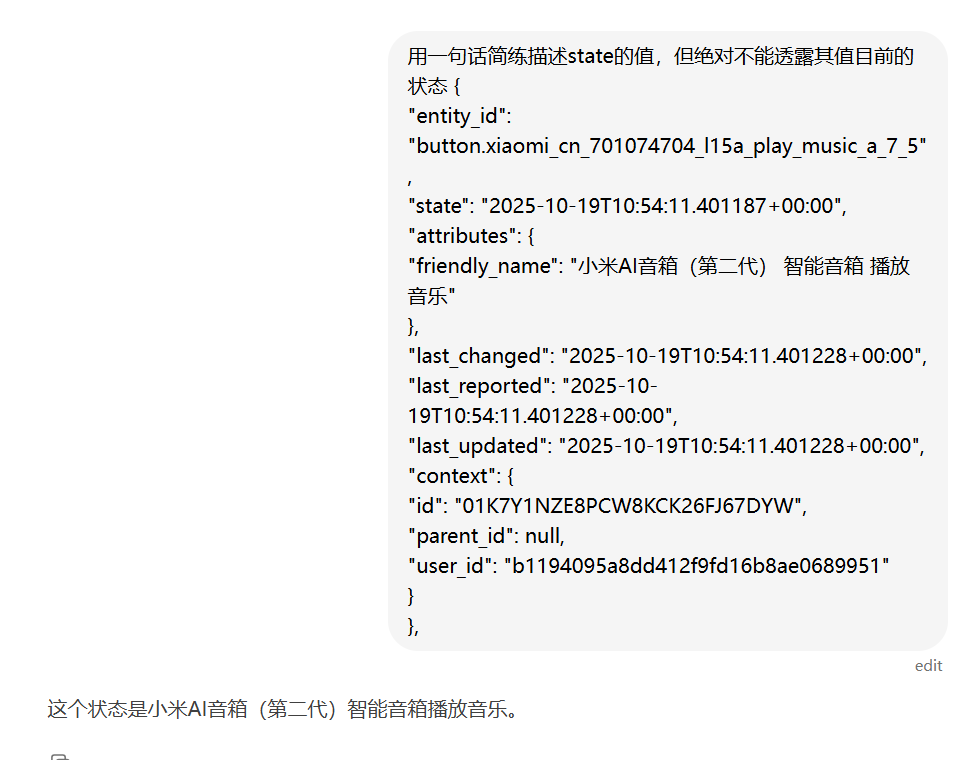 用一句话简练描述state的值，但绝对不能透露其值目前的
状态 {
"entity_id":
"button.xiaomi_cn_701074704_l15a_play_music_a_7_5"
,
"state": "2025-10-19T10:54:11.401187+00:00",
"attributes": {
"friendly_name": "小米AI音箱（第二代） 智能音箱 播放
音乐"
},
"last_changed": "2025-10-19T10:54:11.401228+00:00",
"last_reported": "2025-10-
19T10:54:11.401228+00:00",
"last_updated": "2025-10-19T10:54:11.401228+00:00",
"context": {
"id": "01K7Y1NZE8PCW8KCK26FJ67DYW",
"parent_id": null,
"user_id": "b1194095a8dd412f9fd16b8ae0689951"
}
},
edit
这个状态是小米AI音箱（第二代）智能音箱播放音乐。